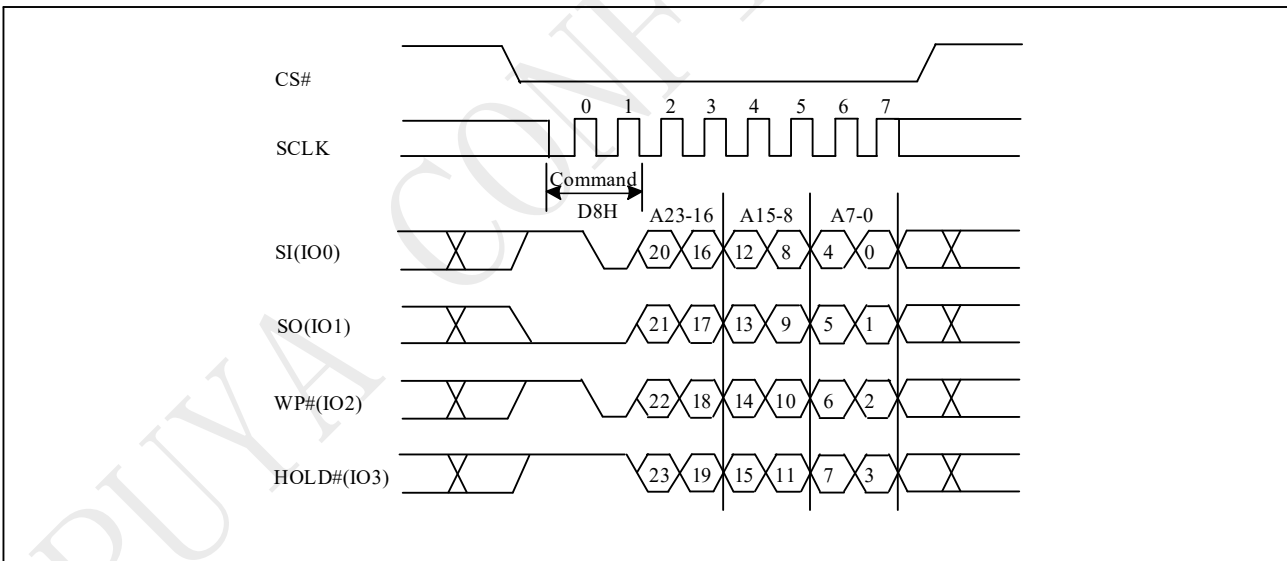 CS#
0 1 2 3 4 5 6 7
SCLK
Command
D8H A23-16 A15-8 A7-0
SI(IO0) 20 16 12 8 4 0
SO(IO1) 21 17 13 9 5 1
WP#(IO2) 22 18 14 10 6 2
HOLD#(IO3) 23 19 15 11 7 3
PUYA CONF